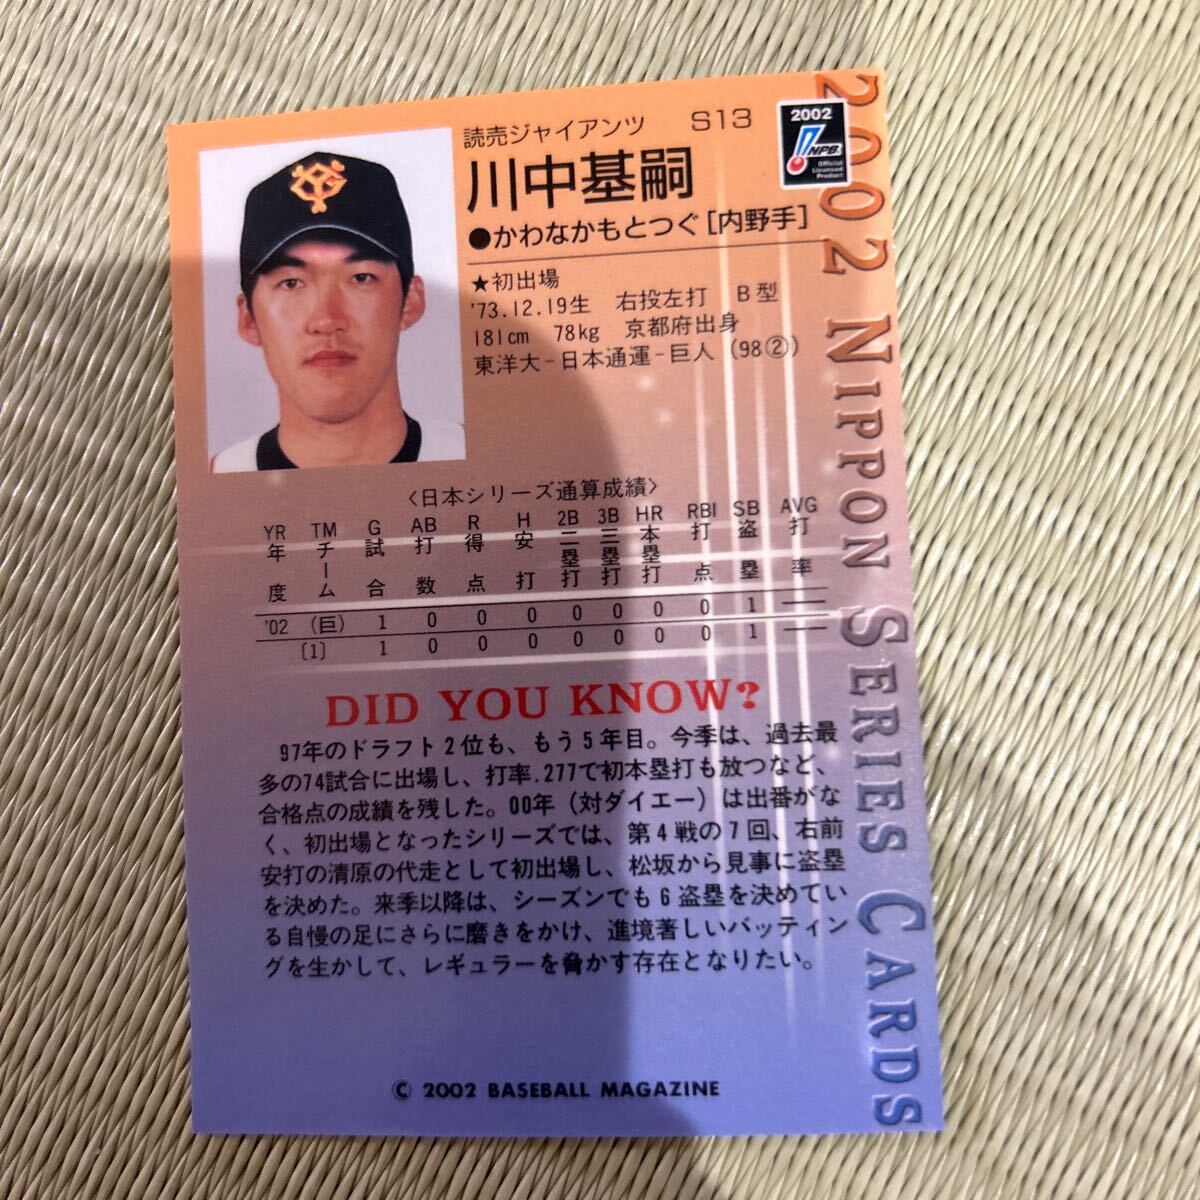 読売ジャイアンツ S13
川中基嗣
●かわなかもとつぐ[内野手]
★初出場
'73.12.19生 右投左打 B型
181cm 78kg 京都府出身
東洋大-日本通運-巨人(98②)
2002
NPB
Official
Licensed
Product
2002 NIPPON SERIES CARDS
〈日本シリーズ通算成績〉
YR TM G AB R H 2B 3B HR RBI SB AVG
年度 チーム 試合 打数 得点 安打 二塁打 三塁打 本塁打 打点 盗塁 打率
'02 (巨) 1 0 0 0 0 0 0 0 1 ――
〔1〕 1 0 0 0 0 0 0 0 1 ――
DID YOU KNOW?
97年のドラフト2位も、もう5年目。今季は、過去最
多の74試合に出場し、打率.277で初本塁打も放つなど、
合格点の成績を残した。00年(対ダイエー)は出番がな
く、初出場となったシリーズでは、第4戦の7回、右前
安打の清原の代走として初出場し、松坂から見事に盗塁
を決めた。来季以降は、シーズンでも6盗塁を決めてい
る自慢の足にさらに磨きをかけ、進境著しいバッティン
グを生かして、レギュラーを脅かす存在となりたい。
© 2002 BASEBALL MAGAZINE